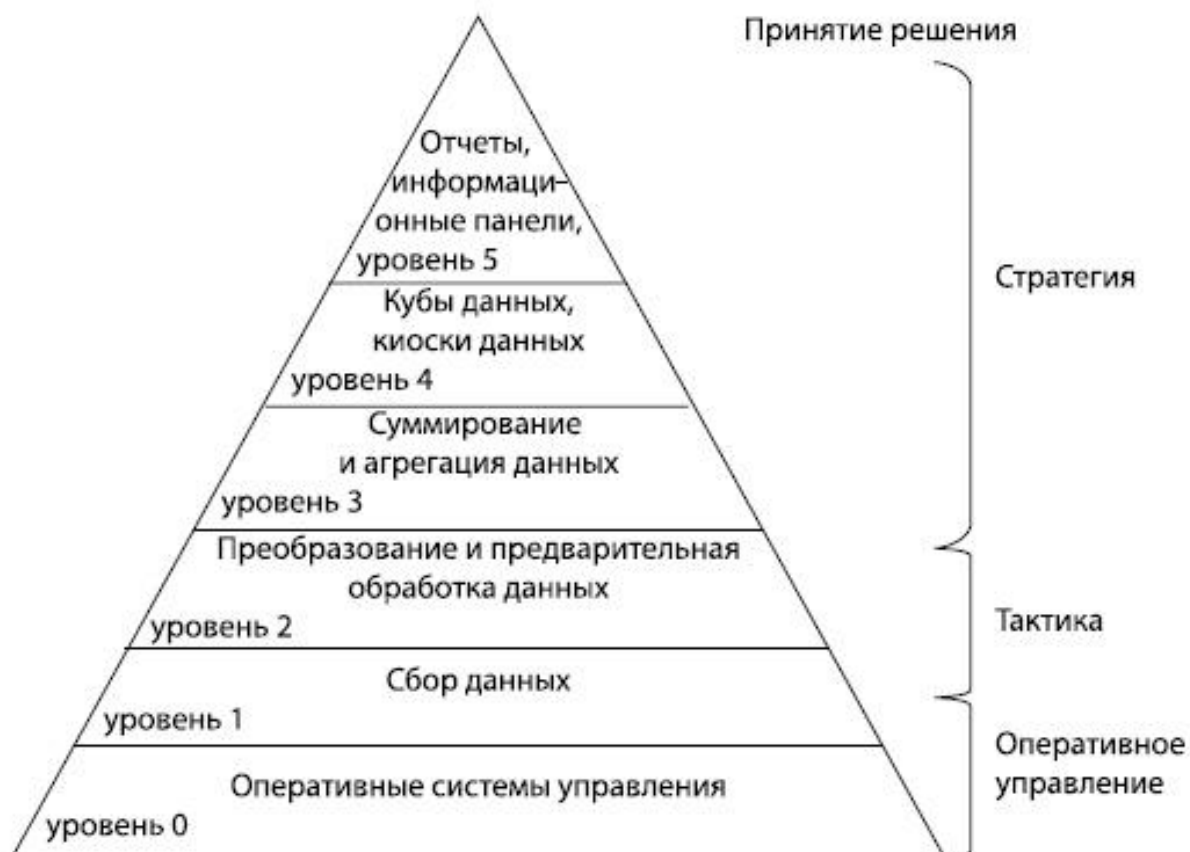 Принятие решения
Отчеты,
информаци-
онные панели,
уровень 5
Кубы данных,
киоски данных
уровень 4
Суммирование
и агрегация данных
уровень 3
Преобразование и предварительная
обработка данных
уровень 2
Сбор данных
уровень 1
Оперативные системы управления
уровень 0
Стратегия
Тактика
Оперативное
управление